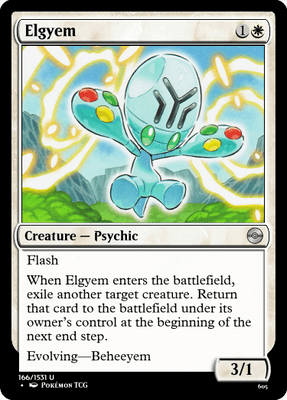 Elgyem 1
Creature — Psychic
Flash
When Elgyem enters the battlefield,
exile another target creature. Return
that card to the battlefield under its
owner's control at the beginning of the
next end step.
Evolving—Beheeyem
3/1
166/1531 U
• Pokémon TCG
605